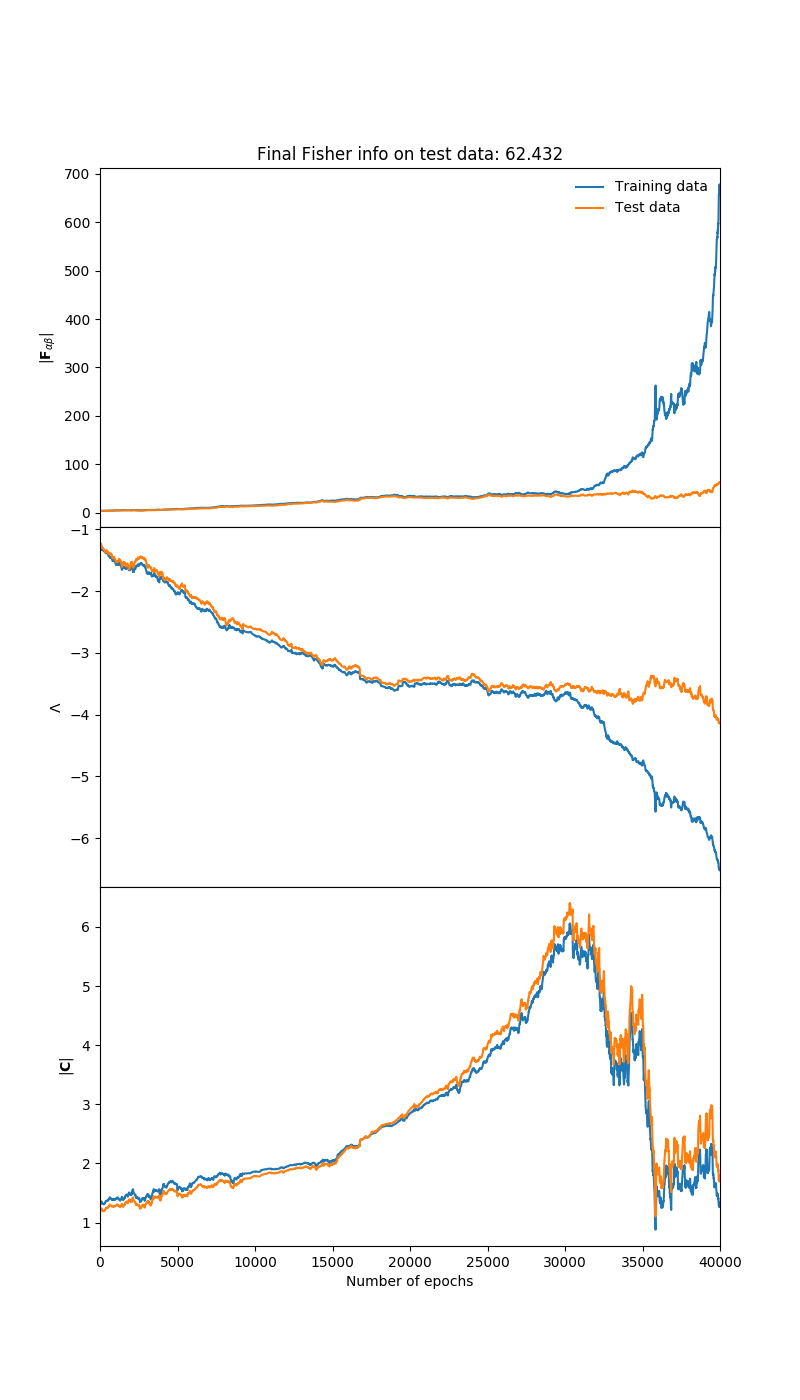 Final Fisher info on test data: 62.432
700
600
500
400
300
200
100
0
|F_{αβ}|
Training data
Test data
−1
−2
−3
−4
−5
−6
Λ
6
5
4
3
2
1
|C|
0 5000 10000 15000 20000 25000 30000 35000 40000
Number of epochs